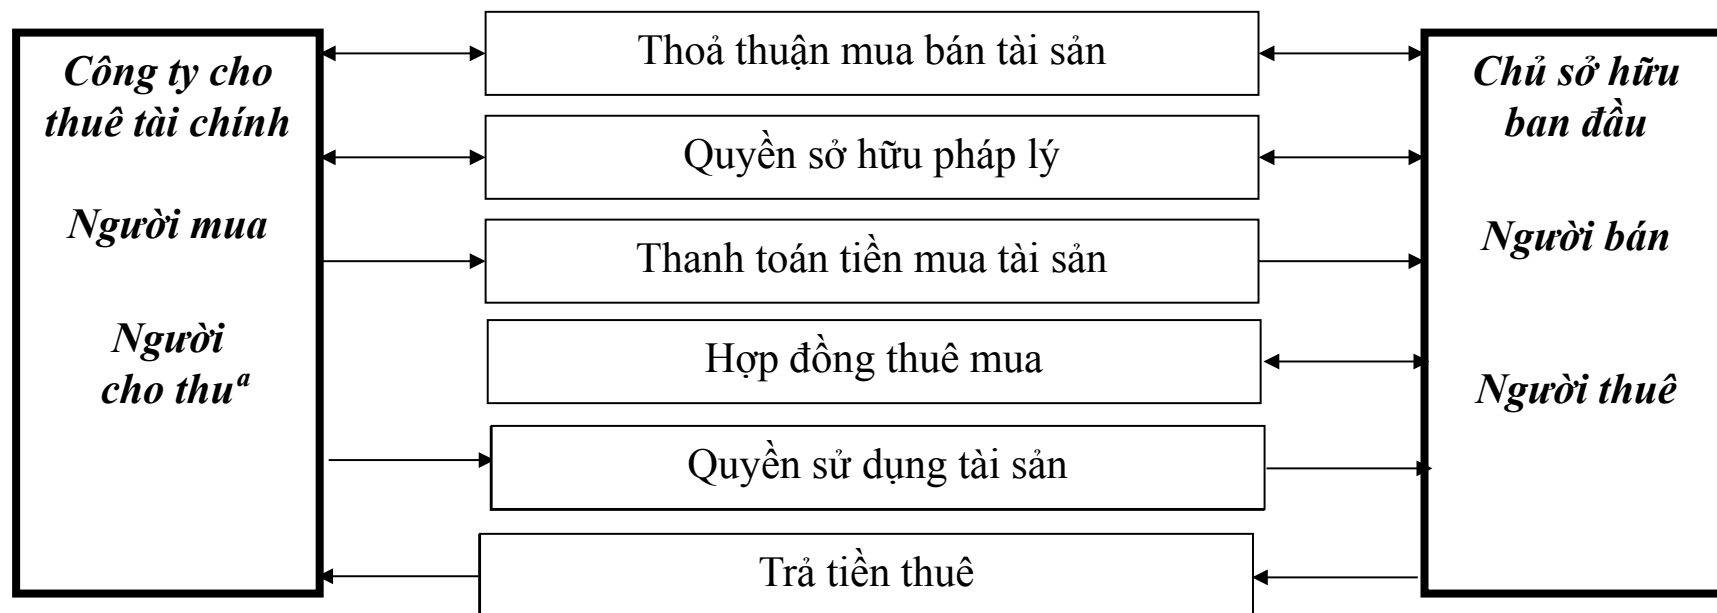 Công ty cho
thuê tài chính
Người mua
Người
cho thuª
Thoả thuận mua bán tài sản
Quyền sở hữu pháp lý
Thanh toán tiền mua tài sản
Hợp đồng thuê mua
Quyền sử dụng tài sản
Trả tiền thuê
Chủ sở hữu
ban đầu
Người bán
Người thuê